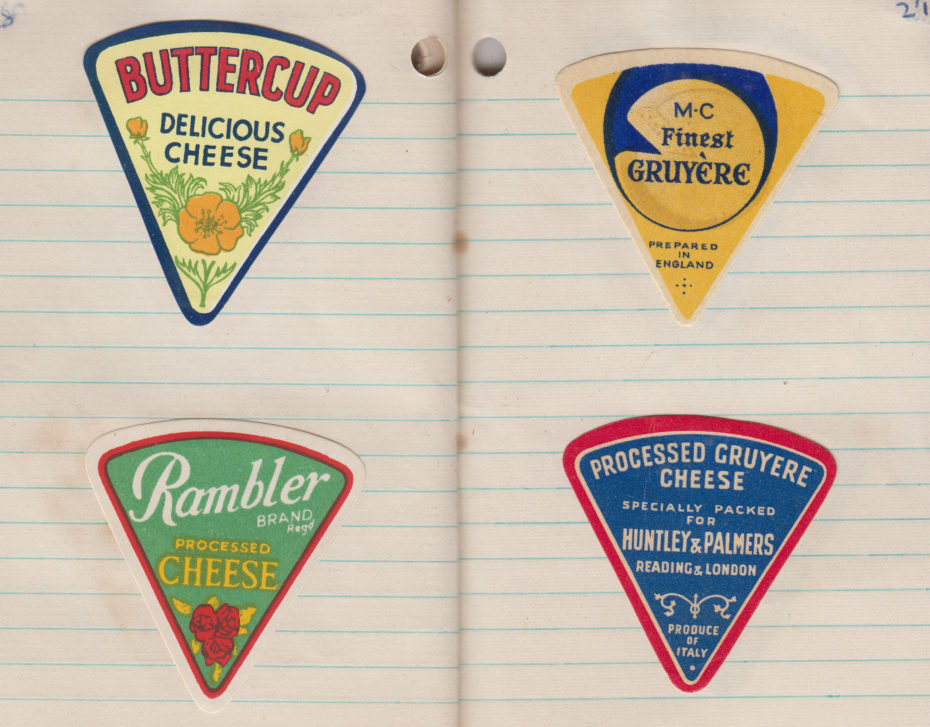 BUTTERCUP
DELICIOUS
CHEESE
M·C
Finest
GRUYÈRE
PREPARED
IN
ENGLAND
Rambler
BRAND
Regd
PROCESSED
CHEESE
PROCESSED GRUYERE
CHEESE
SPECIALLY PACKED
FOR
HUNTLEY & PALMERS
READING & LONDON
PRODUCE
OF
ITALY